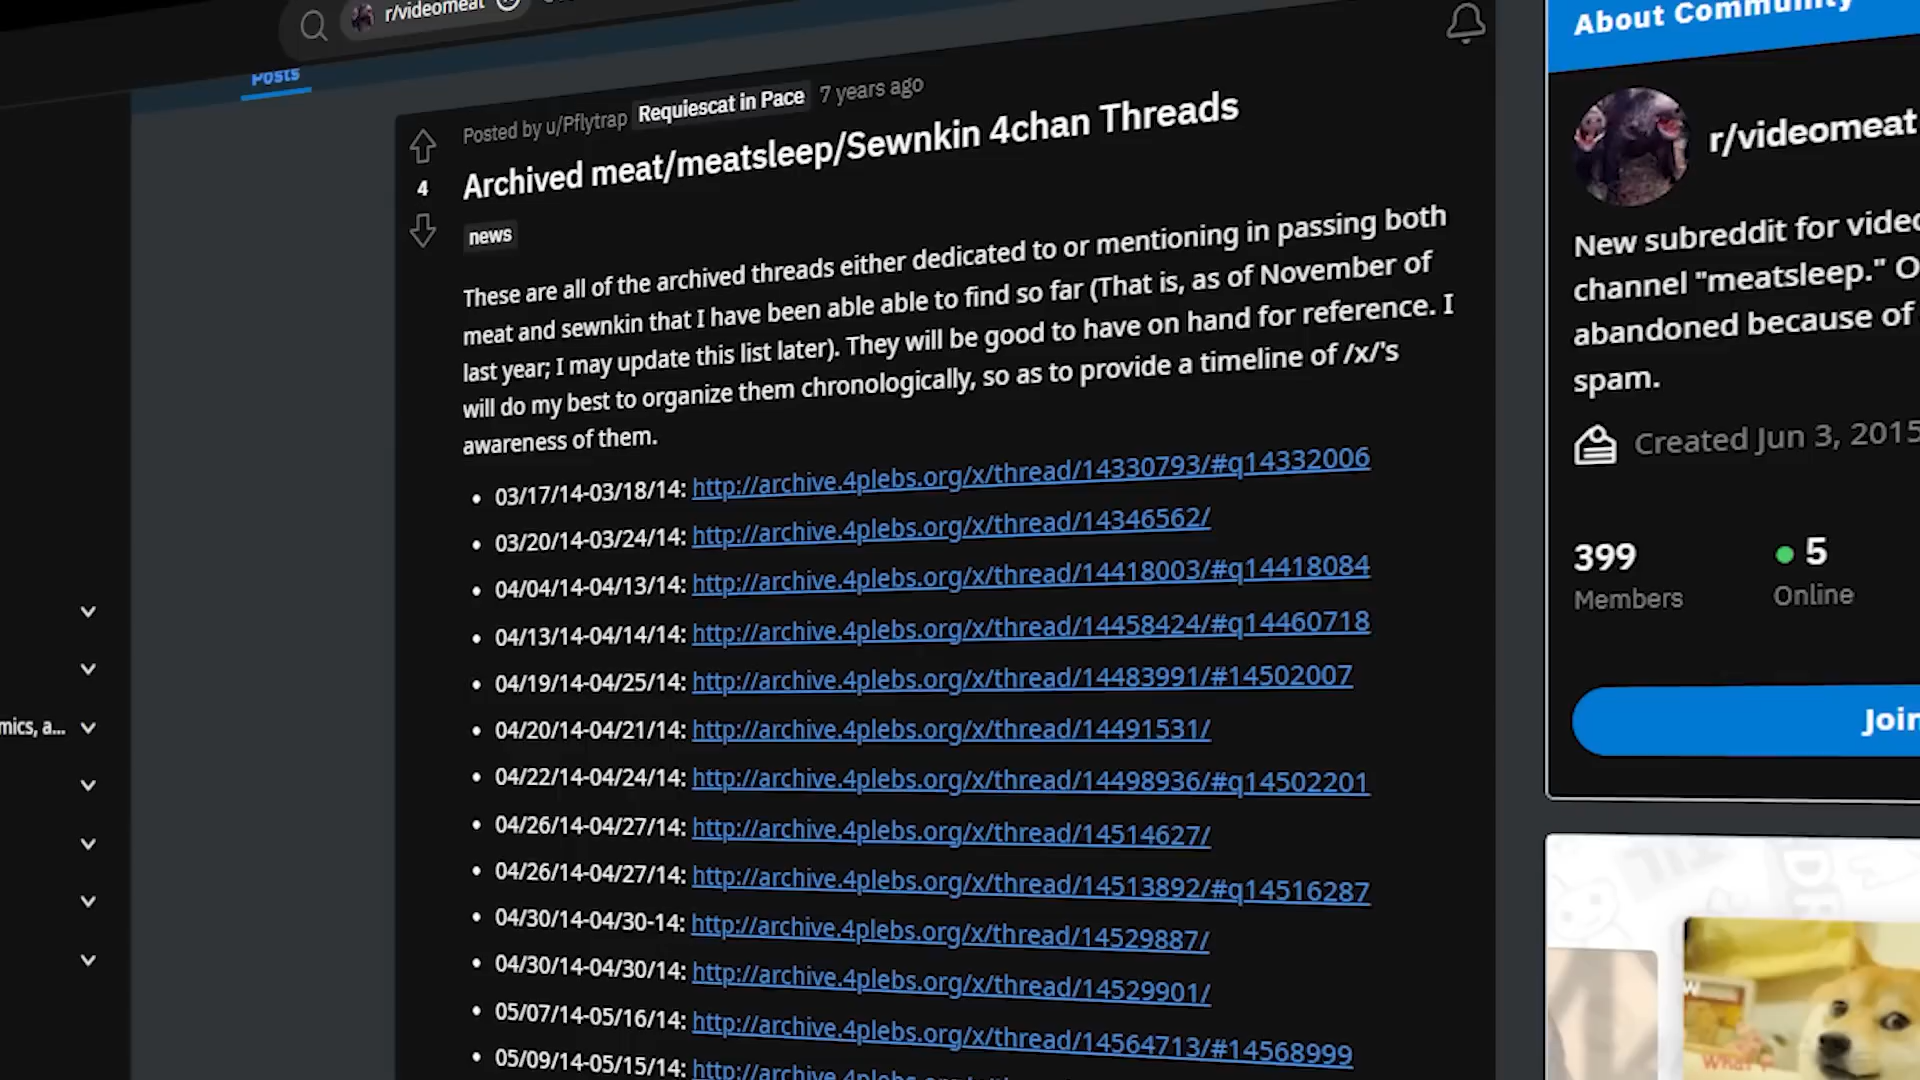 r/videomeat
Posts
Posted by u/Pflytrap Requiescat in Pace 7 years ago
4
Archived meat/meatsleep/Sewnkin 4chan Threads
news
These are all of the archived threads either dedicated to or mentioning in passing both
meat and sewnkin that I have been able able to find so far (That is, as of November of
last year; I may update this list later). They will be good to have on hand for reference. I
will do my best to organize them chronologically, so as to provide a timeline of /x/'s
awareness of them.
• 03/17/14-03/18/14: http://archive.4plebs.org/x/thread/14330793/#q14332006
• 03/20/14-03/24/14: http://archive.4plebs.org/x/thread/14346562/
• 04/04/14-04/13/14: http://archive.4plebs.org/x/thread/14418003/#q14418084
• 04/13/14-04/14/14: http://archive.4plebs.org/x/thread/14458424/#q14460718
• 04/19/14-04/25/14: http://archive.4plebs.org/x/thread/14483991/#14502007
• 04/20/14-04/21/14: http://archive.4plebs.org/x/thread/14491531/
• 04/22/14-04/24/14: http://archive.4plebs.org/x/thread/14498936/#q14502201
• 04/26/14-04/27/14: http://archive.4plebs.org/x/thread/14514627/
• 04/26/14-04/27/14: http://archive.4plebs.org/x/thread/14513892/#q14516287
• 04/30/14-04/30-14: http://archive.4plebs.org/x/thread/14529887/
• 04/30/14-04/30/14: http://archive.4plebs.org/x/thread/14529901/
• 05/07/14-05/16/14: http://archive.4plebs.org/x/thread/14564713/#14568999
• 05/09/14-05/15/14: http://archive.4plebs.org/x/thread/
mics, a...
About Community
r/videomeat
New subreddit for video
channel "meatsleep." O
abandoned because of
spam.
Created Jun 3, 2015
399
5
Members
Online
Join